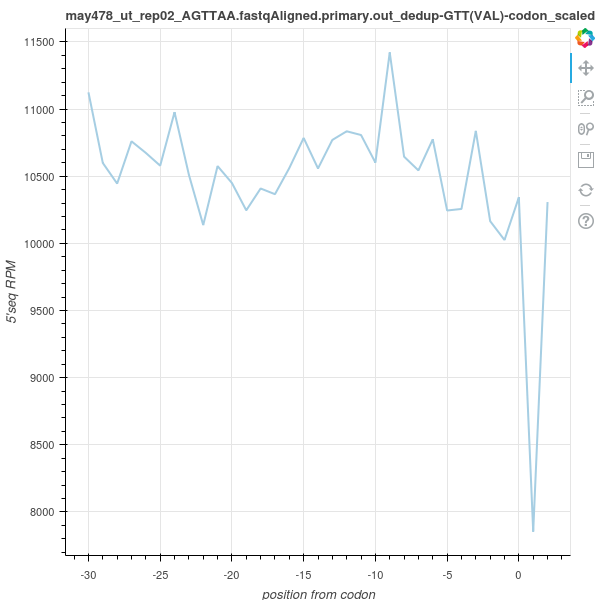 may478_ut_rep02_AGTTAA.fastqAligned.primary.out_dedup-GTT(VAL)-codon_scaled
11500
11000
10500
10000
9500
9000
8500
8000
5'seq RPM
-30 -25 -20 -15 -10 -5 0
position from codon